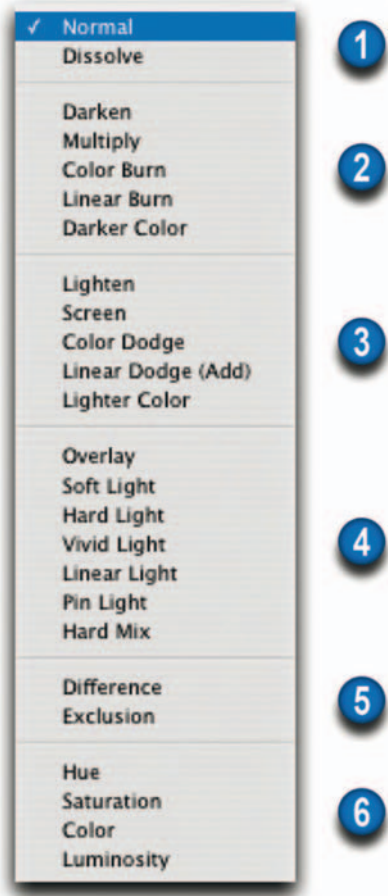 ✓ Normal
Dissolve
1
Darken
Multiply
Color Burn
Linear Burn
Darker Color
2
Lighten
Screen
Color Dodge
Linear Dodge (Add)
Lighter Color
3
Overlay
Soft Light
Hard Light
Vivid Light
Linear Light
Pin Light
Hard Mix
4
Difference
Exclusion
5
Hue
Saturation
Color
Luminosity
6